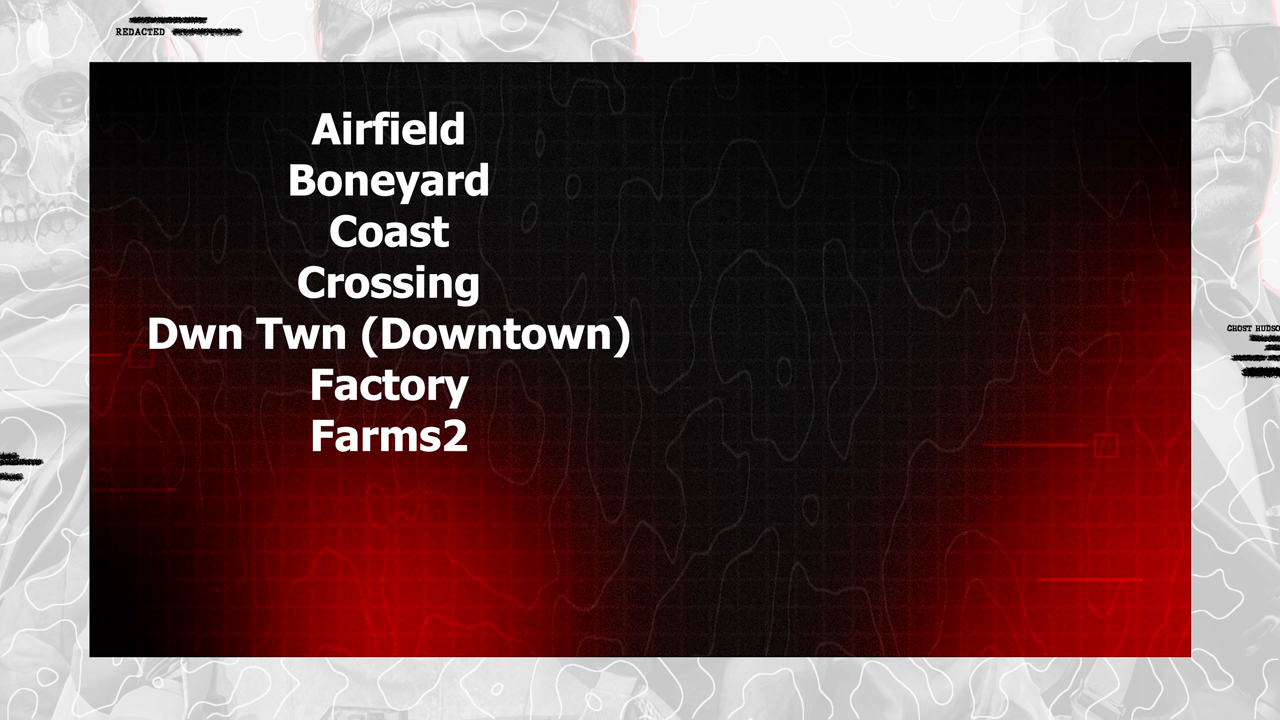 REDACTED
Airfield
Boneyard
Coast
Crossing
Dwn Twn (Downtown)
Factory
Farms2
GHOST HUDSO